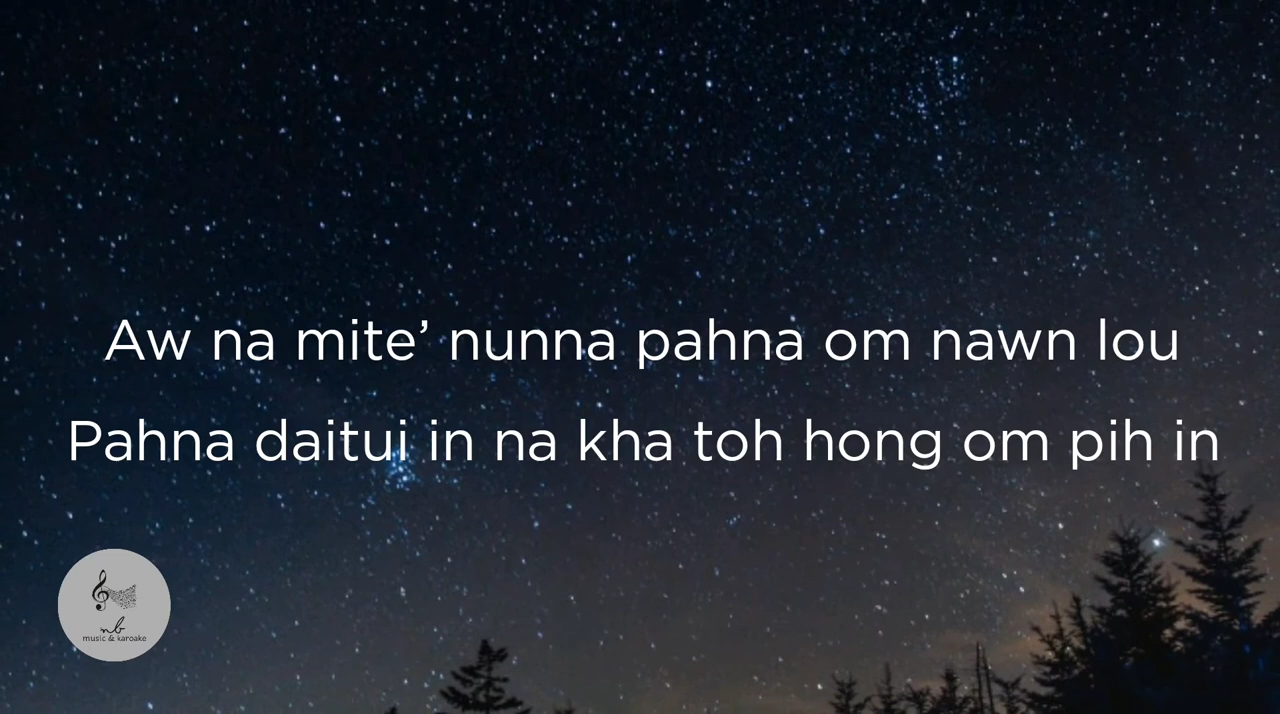 Aw na mite’ nunna pahna om nawn lou
Pahna daitui in na kha toh hong om pih in
nb
music & karoake